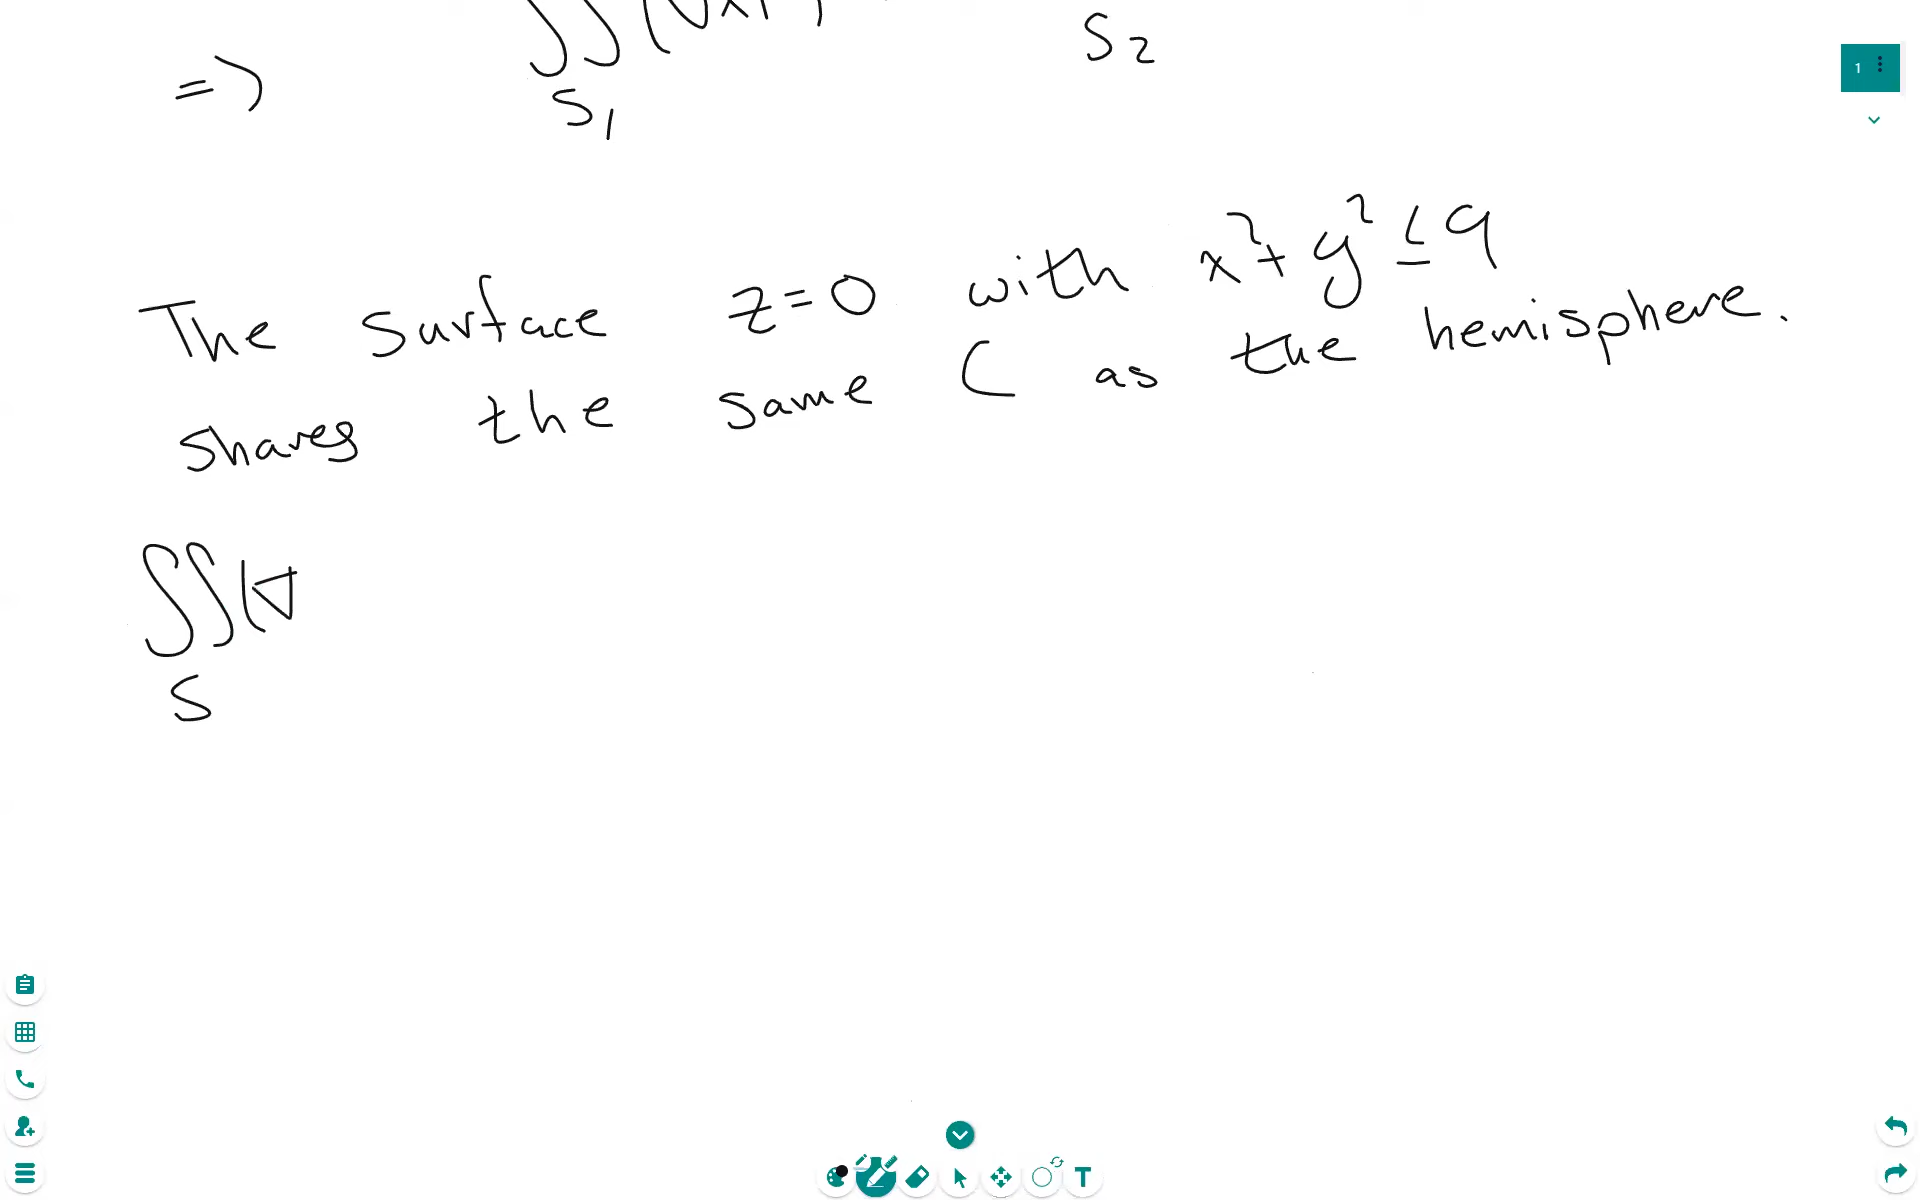 => ∬(∇×F)
S₁ S₂
1
The surface z=0 with x²+y² ≤ 9
shares the same C as the hemisphere.
∬(∇
S
T